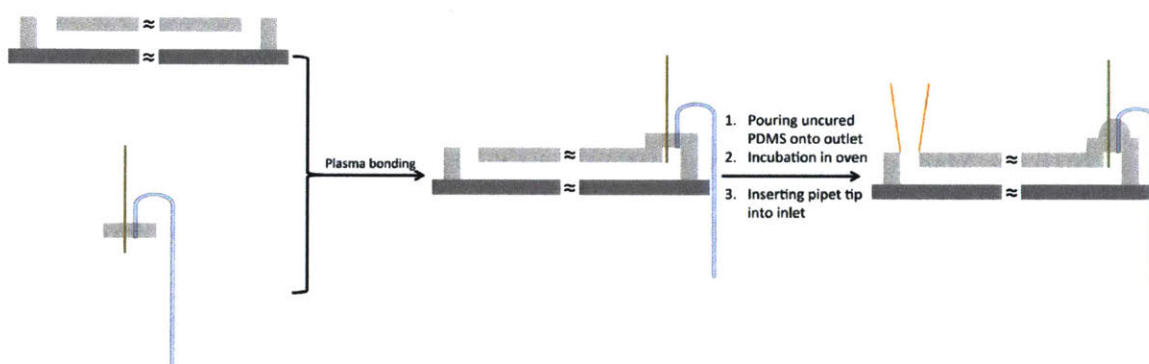 Plasma bonding
1. Pouring uncured
PDMS onto outlet
2. Incubation in oven
3. Inserting pipet tip
into inlet